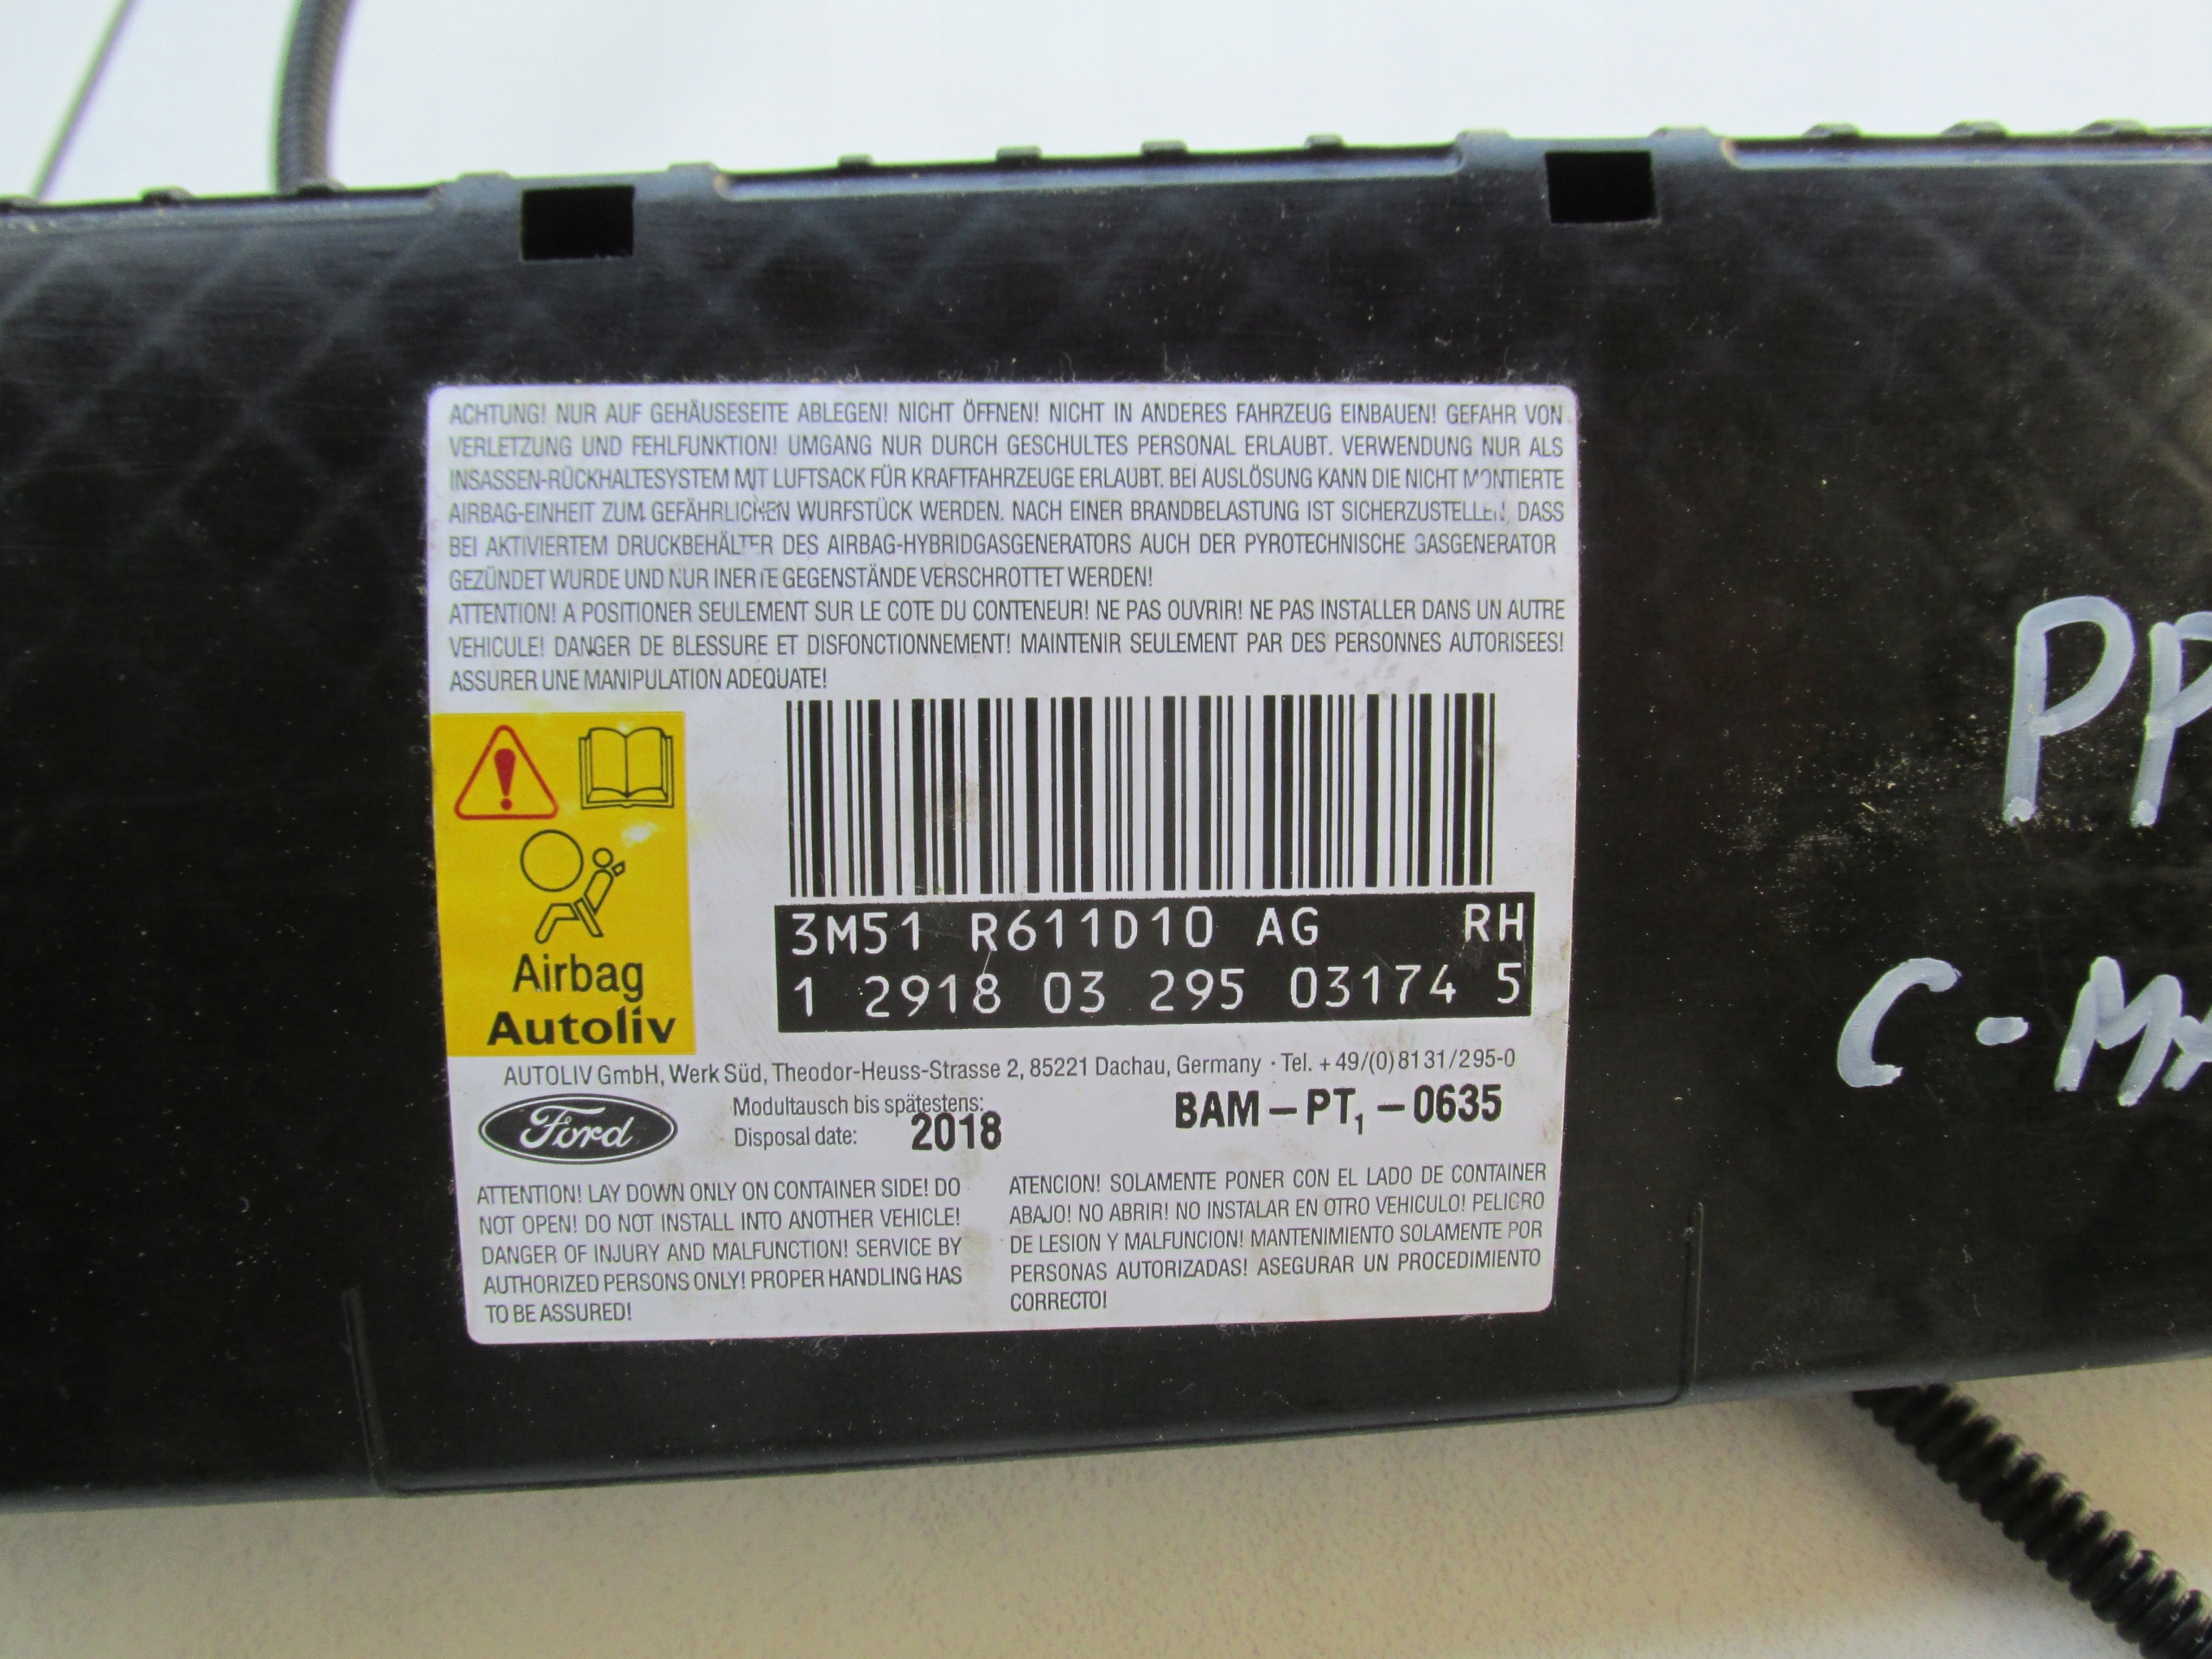 ACHTUNG! NUR AUF GEHÄUSESEITE ABLEGEN! NICHT ÖFFNEN! NICHT IN ANDERES FAHRZEUG EINBAUEN! GEFAHR VON
VERLETZUNG UND FEHLFUNKTION! UMGANG NUR DURCH GESCHULTES PERSONAL ERLAUBT. VERWENDUNG NUR ALS
INSASSEN-RÜCKHALTESYSTEM MIT LUFTSACK FÜR KRAFTFAHRZEUGE ERLAUBT. BEI AUSLÖSUNG KANN DIE NICHT MONTIERTE
AIRBAG-EINHEIT ZUM GEFÄHRLICHEN WURFSTÜCK WERDEN. NACH EINER BRANDBELASTUNG IST SICHERZUSTELLEN, DASS
BEI AKTIVIERTEM DRUCKBEHÄLTER DES AIRBAG-HYBRIDGASGENERATORS AUCH DER PYROTECHNISCHE GASGENERATOR
GEZÜNDET WURDE UND NUR INERTE GEGENSTÄNDE VERSCHROTTET WERDEN!
ATTENTION! A POSITIONER SEULEMENT SUR LE COTE DU CONTENEUR! NE PAS OUVRIR! NE PAS INSTALLER DANS UN AUTRE
VEHICULE! DANGER DE BLESSURE ET DISFONCTIONNEMENT! MAINTENIR SEULEMENT PAR DES PERSONNES AUTORISEES!
ASSURER UNE MANIPULATION ADEQUATE!
3M51 R611D10 AG RH
1 2918 03 295 03174 5
Airbag
Autoliv
AUTOLIV GmbH, Werk Süd, Theodor-Heuss-Strasse 2, 85221 Dachau, Germany · Tel. +49/(0)8131/295-0
Ford
Modultausch bis spätestens:
Disposal date: 2018
BAM-PT1-0635
ATTENTION! LAY DOWN ONLY ON CONTAINER SIDE! DO
NOT OPEN! DO NOT INSTALL INTO ANOTHER VEHICLE!
DANGER OF INJURY AND MALFUNCTION! SERVICE BY
AUTHORIZED PERSONS ONLY! PROPER HANDLING HAS
TO BE ASSURED!
ATENCION! SOLAMENTE PONER CON EL LADO DE CONTAINER
ABAJO! NO ABRIR! NO INSTALAR EN OTRO VEHICULO! PELIGRO
DE LESION Y MALFUNCION! MANTENIMIENTO SOLAMENTE POR
PERSONAS AUTORIZADAS! ASEGURAR UN PROCEDIMIENTO
CORRECTO!
PP
C-MA